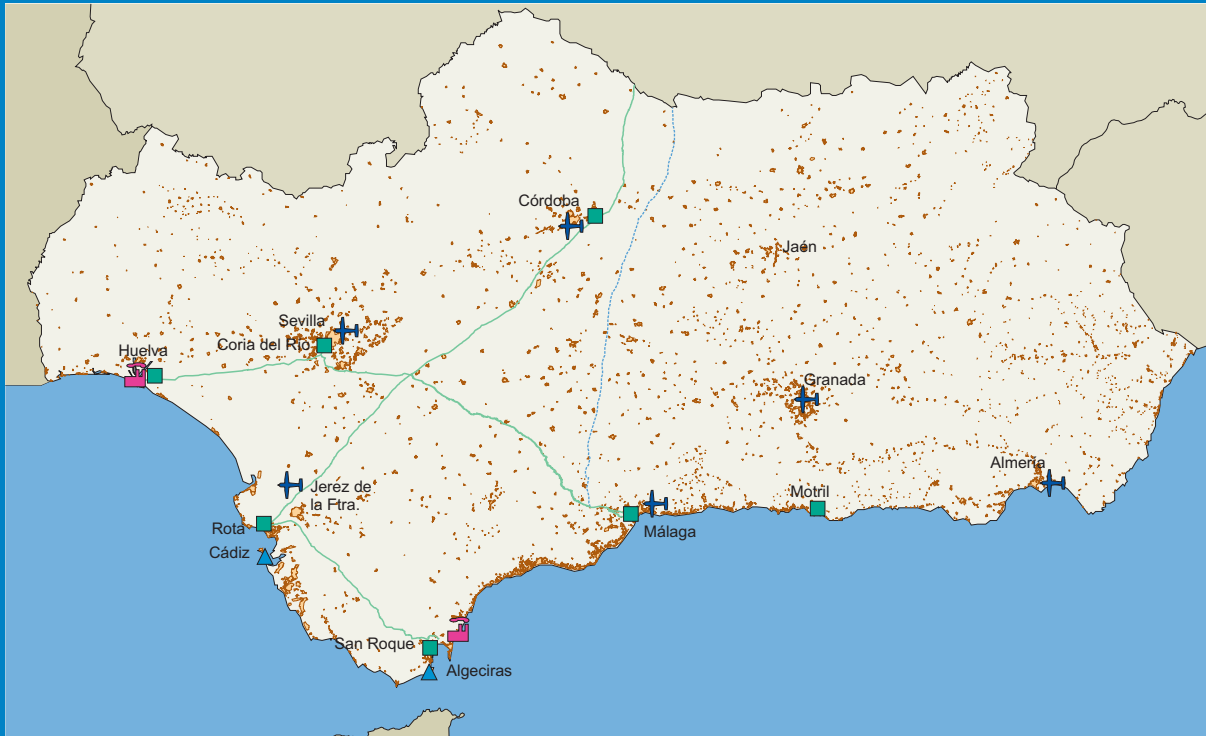 Córdoba
Jaén
Sevilla
Coria del Río
Huelva
Granada
Almería
Jerez de
la Ftra.
Motril
Rota
Málaga
Cádiz
San Roque
Algeciras